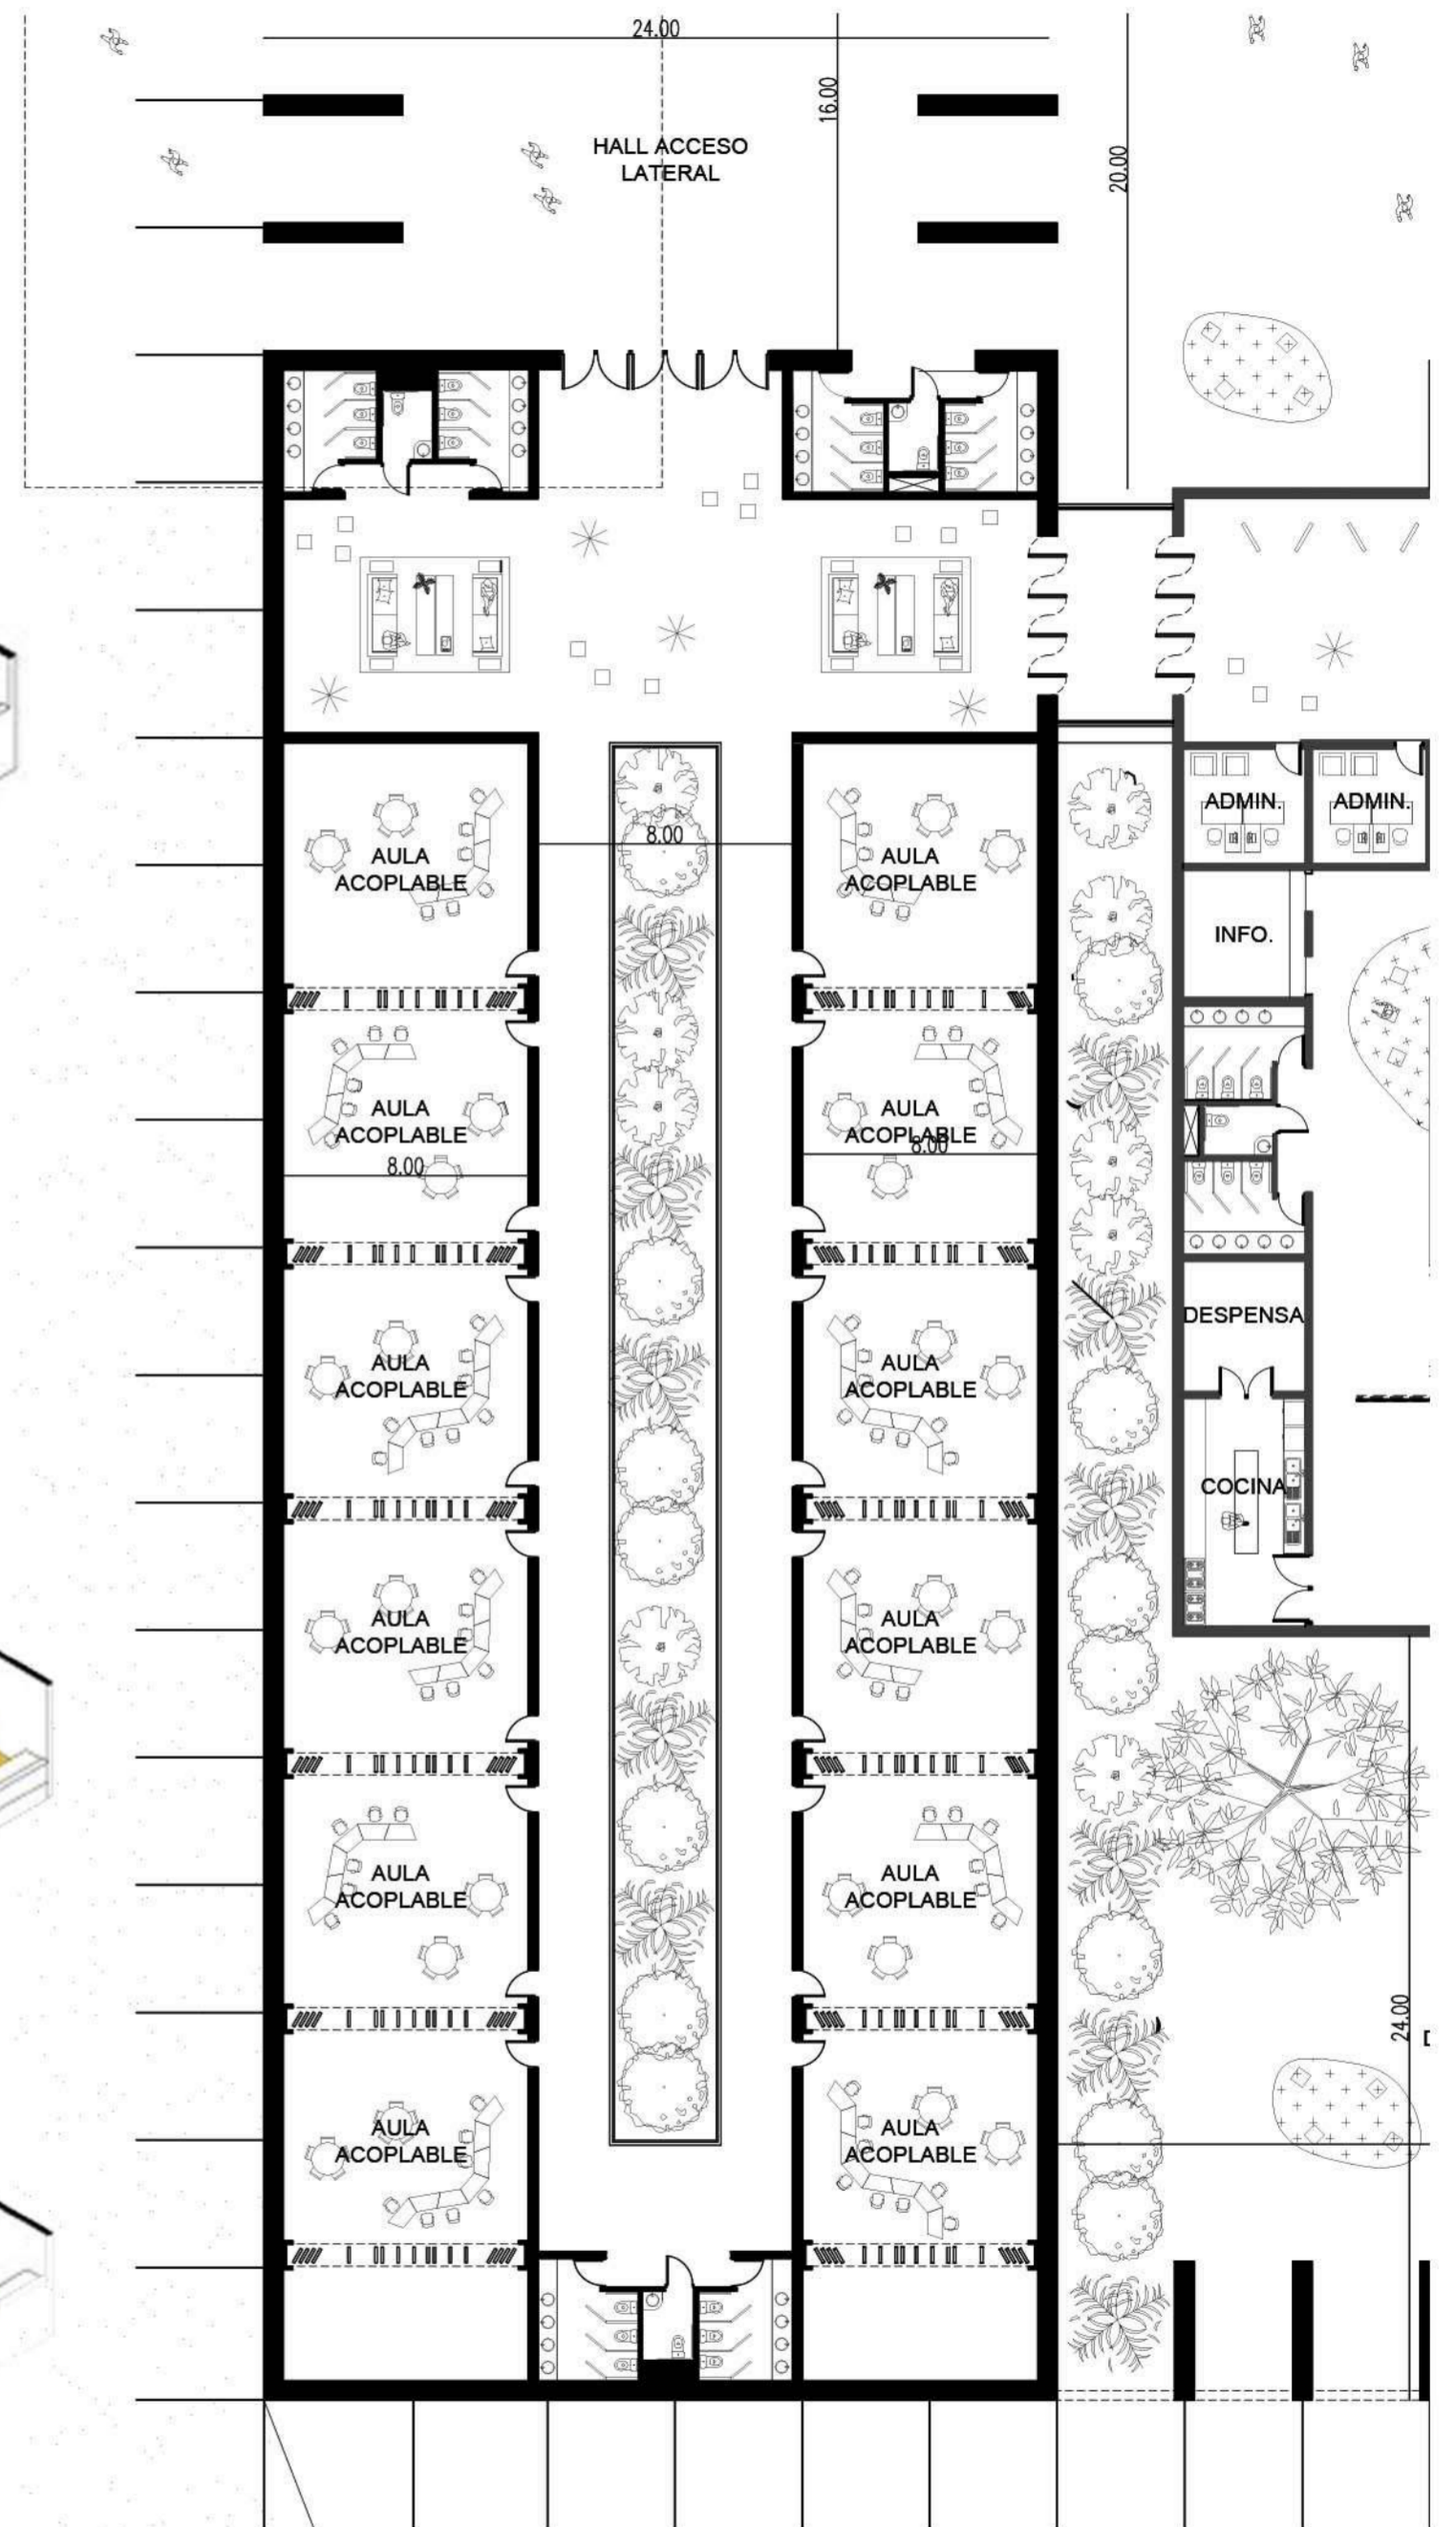 24.00
16.00
HALL ACCESO
LATERAL
20.00
ADMIN.
ADMIN.
8.00
AULA
ACOPLABLE
AULA
ACOPLABLE
INFO.
AULA
ACOPLABLE
8.00
AULA
ACOPLABLE
8.00
DESPENSA
AULA
ACOPLABLE
AULA
ACOPLABLE
COCINA
AULA
ACOPLABLE
AULA
ACOPLABLE
AULA
ACOPLABLE
AULA
ACOPLABLE
24.00
AULA
ACOPLABLE
AULA
ACOPLABLE